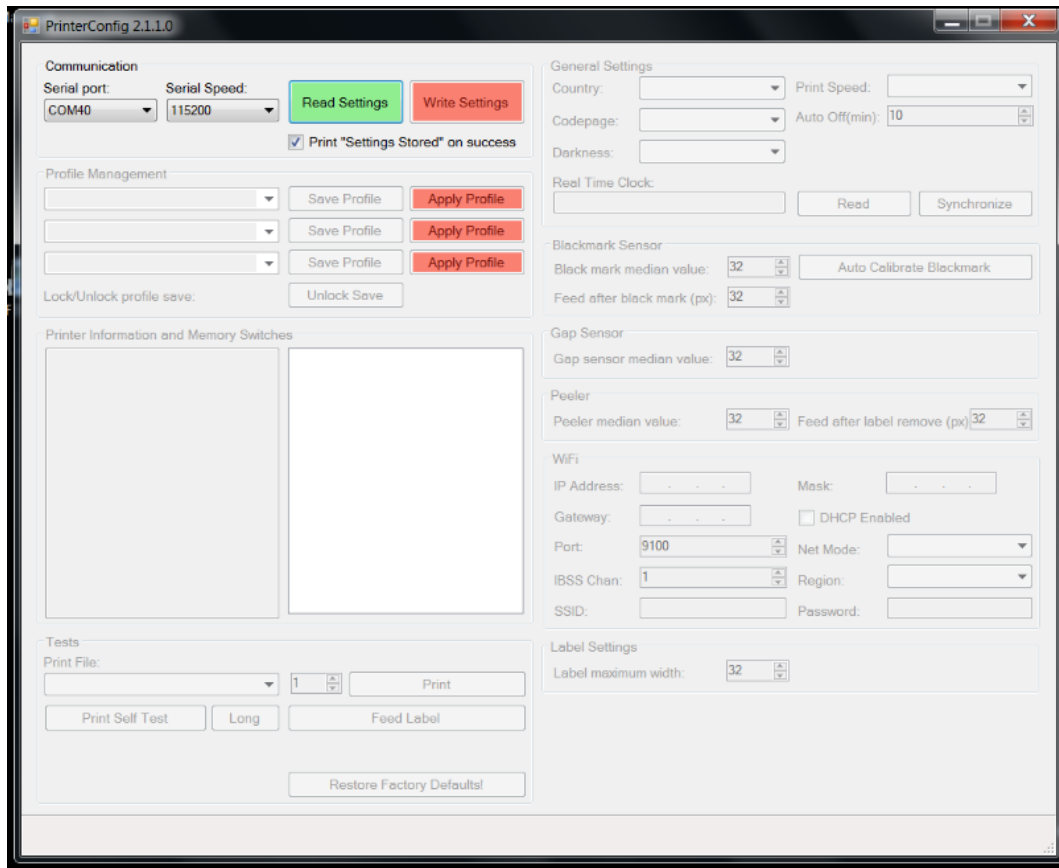 PrinterConfig 2.1.1.0
Communication
Serial port: Serial Speed:
COM40 115200 Read Settings Write Settings
Print "Settings Stored" on success
Profile Management
Save Profile Apply Profile
Save Profile Apply Profile
Save Profile Apply Profile
Lock/Unlock profile save: Unlock Save
Printer Information and Memory Switches
Tests
Print File:
1 Print
Print Self Test Long Feed Label
Restore Factory Defaults!
General Settings
Country: Print Speed:
Codepage: Auto Off(min): 10
Darkness:
Real Time Clock:
Read Synchronize
Blackmark Sensor
Black mark median value: 32 Auto Calibrate Blackmark
Feed after black mark (px): 32
Gap Sensor
Gap sensor median value: 32
Peeler
Peeler median value: 32 Feed after label remove (px) 32
WiFi
IP Address: . . . Mask: . . .
Gateway: . . . DHCP Enabled
Port: 9100 Net Mode:
IBSS Chan: 1 Region:
SSID: Password:
Label Settings
Label maximum width: 32